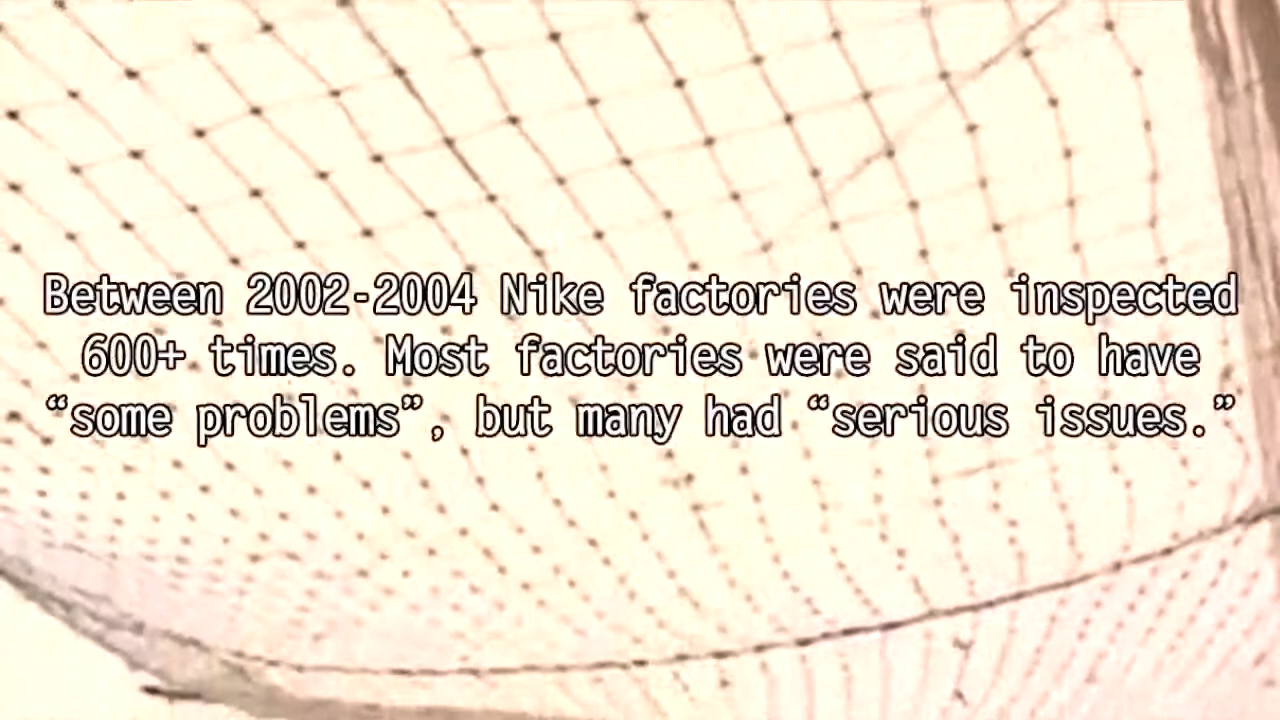 Between 2002-2004 Nike factories were inspected
600+ times. Most factories were said to have
“some problems”, but many had “serious issues.”